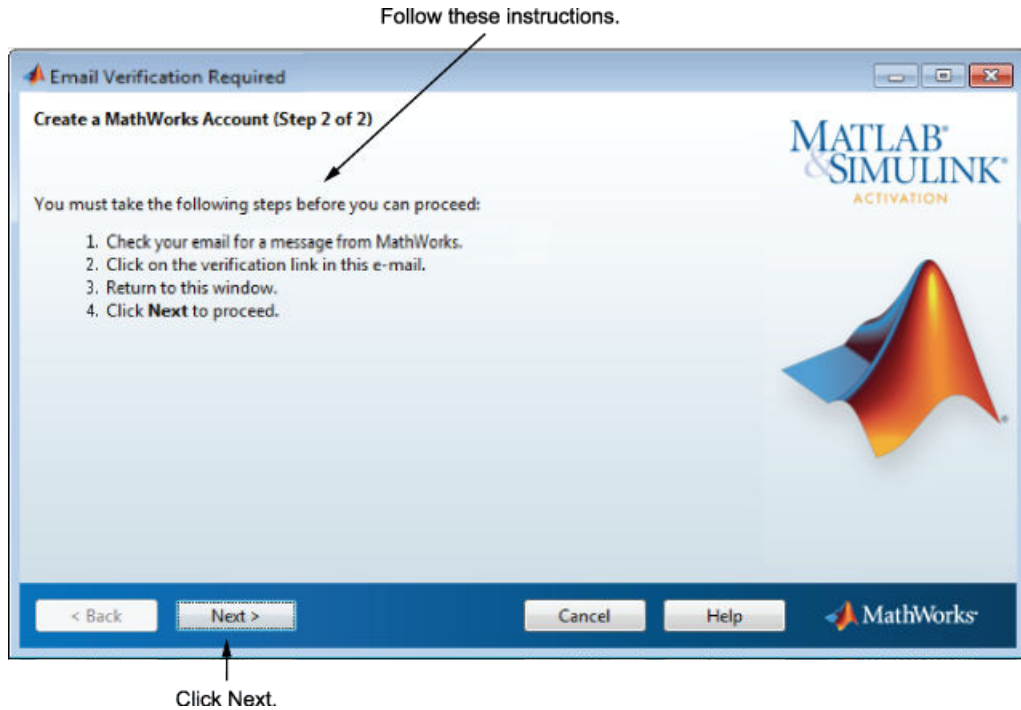 Follow these instructions.
Email Verification Required
Create a MathWorks Account (Step 2 of 2)
MATLAB®
&SIMULINK®
ACTIVATION
You must take the following steps before you can proceed:
1. Check your email for a message from MathWorks.
2. Click on the verification link in this e-mail.
3. Return to this window.
4. Click Next to proceed.
< Back Next > Cancel Help MathWorks®
Click Next.